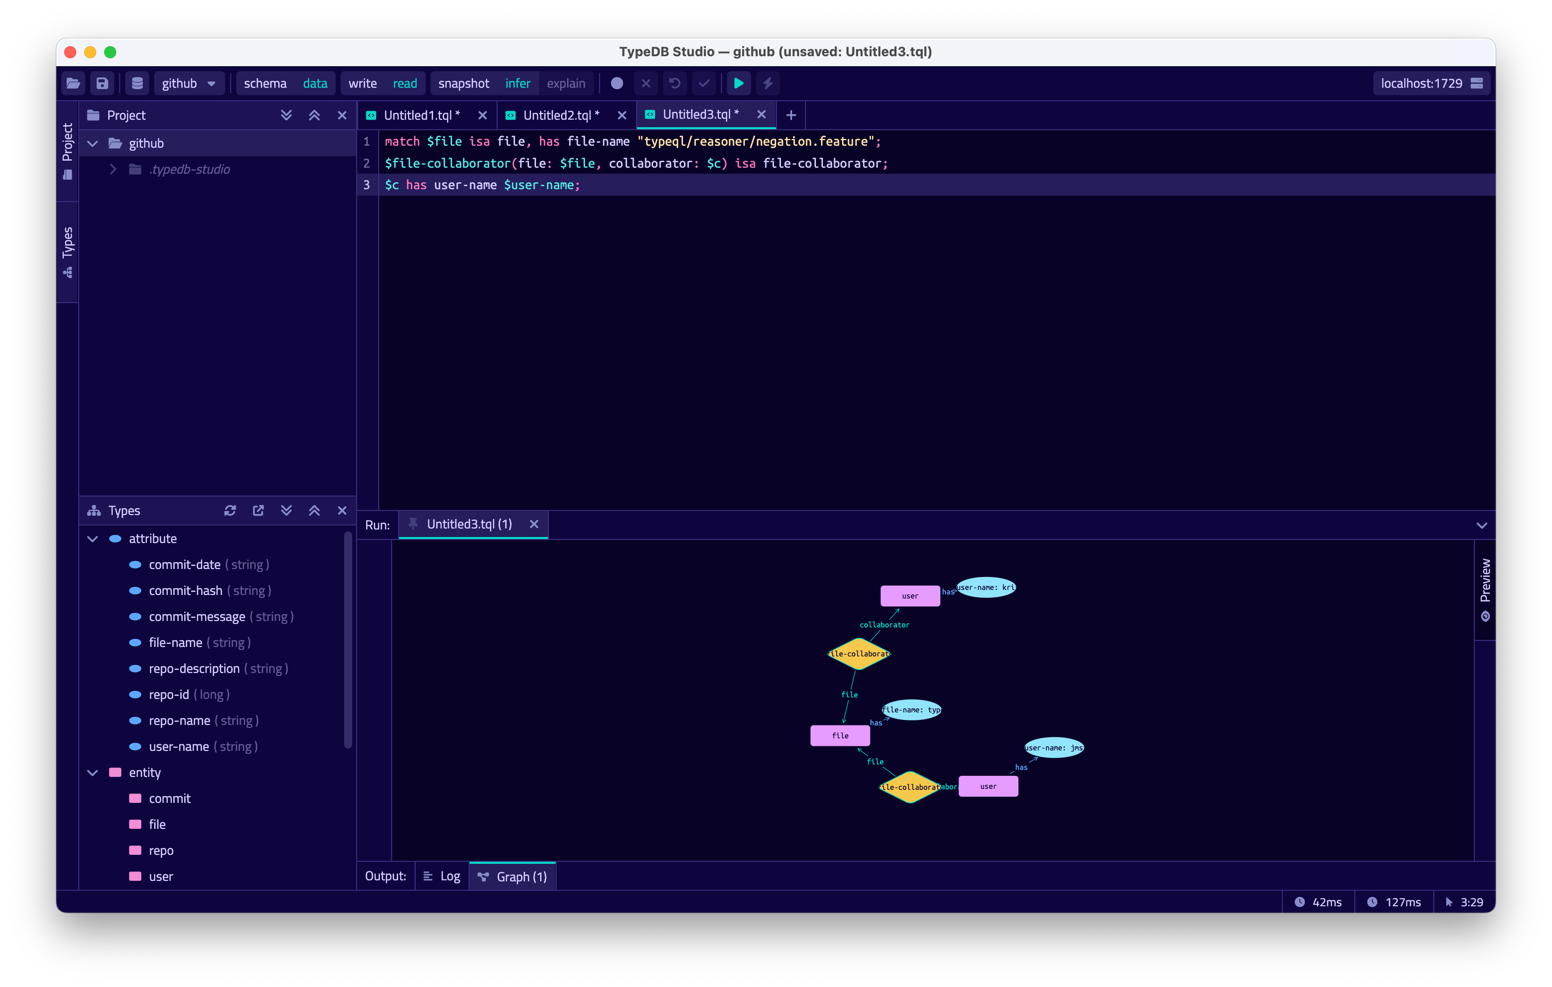 TypeDB Studio — github (unsaved: Untitled3.tql)
github schema data write read snapshot infer explain localhost:1729
Project
Types
Project
github
.typedb-studio
Untitled1.tql *
Untitled2.tql *
Untitled3.tql *
1 match $file isa file, has file-name "typeql/reasoner/negation.feature";
2 $file-collaborator(file: $file, collaborator: $c) isa file-collaborator;
3 $c has user-name $user-name;
Types
attribute
commit-date (string)
commit-hash (string)
commit-message (string)
file-name (string)
repo-description (string)
repo-id (long)
repo-name (string)
user-name (string)
entity
commit
file
repo
user
Run: Untitled3.tql (1)
user
has
user-name: kri
collaborator
ile-collaborat
file
file-name: typ
has
file
file
user-name: jms
has
ile-collaborat
abora
user
Preview
Output: Log Graph (1)
42ms 127ms 3:29